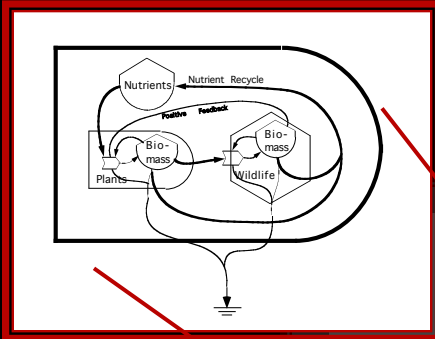 Nutrient Recycle
Nutrients
Positive Feedback
Bio-
mass
Bio-
mass
Plants
Wildlife